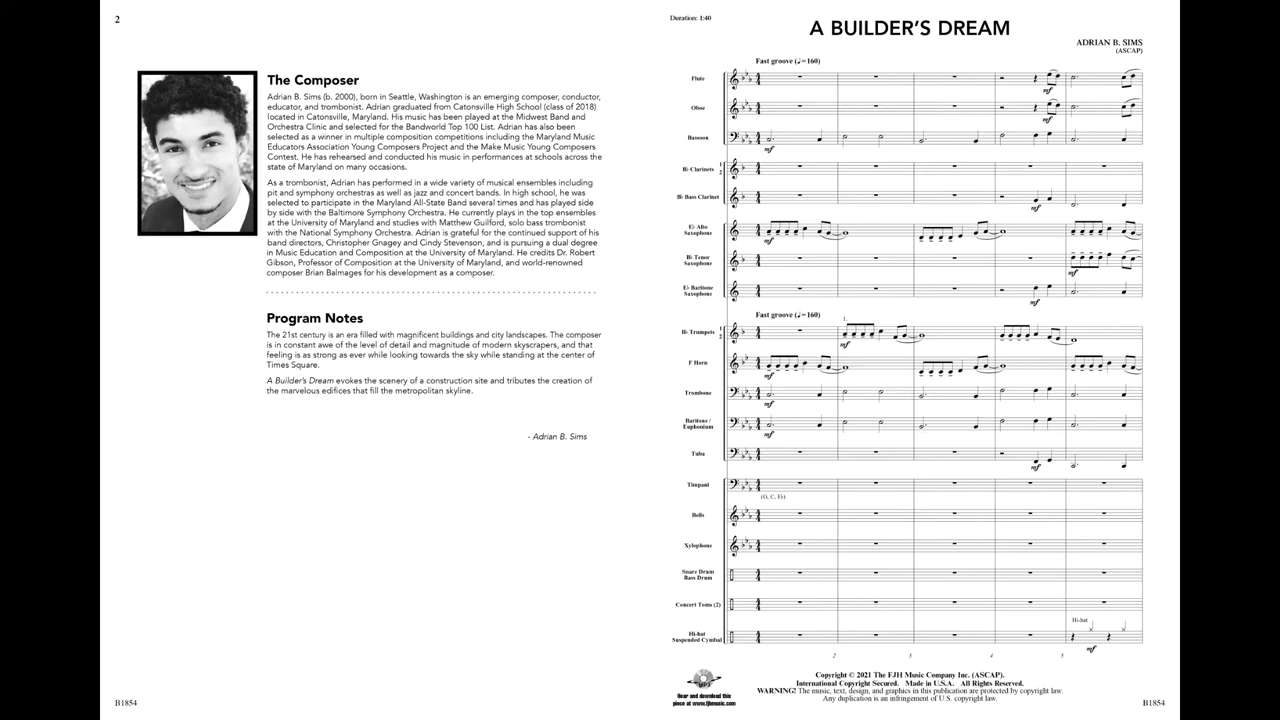 2
The Composer
Adrian B. Sims (b. 2000), born in Seattle, Washington is an emerging composer, conductor,
educator, and trombonist. Adrian graduated from Catonsville High School (class of 2018)
located in Catonsville, Maryland. His music has been played at the Midwest Band and
Orchestra Clinic and selected for the Bandworld Top 100 List. Adrian has also been
selected as a winner in multiple composition competitions including the Maryland Music
Educators Association Young Composers Project and the Make Music Young Composers
Contest. He has rehearsed and conducted his music in performances at schools across the
state of Maryland on many occasions.
As a trombonist, Adrian has performed in a wide variety of musical ensembles including
pit and symphony orchestras as well as jazz and concert bands. In high school, he was
selected to participate in the Maryland All-State Band several times and has played side
by side with the Baltimore Symphony Orchestra. He currently plays in the top ensembles
at the University of Maryland and studies with Matthew Guilford, solo bass trombonist
with the National Symphony Orchestra. Adrian is grateful for the continued support of his
band directors, Christopher Gnagey and Cindy Stevenson, and is pursuing a dual degree
in Music Education and Composition at the University of Maryland. He credits Dr. Robert
Gibson, Professor of Composition at the University of Maryland, and world-renowned
composer Brian Balmages for his development as a composer.
Program Notes
The 21st century is an era filled with magnificent buildings and city landscapes. The composer
is in constant awe of the level of detail and magnitude of modern skyscrapers, and that
feeling is as strong as ever while looking towards the sky while standing at the center of
Times Square.
A Builder's Dream evokes the scenery of a construction site and tributes the creation of
the marvelous edifices that fill the metropolitan skyline.
- Adrian B. Sims
B1854
Duration: 1:40
A BUILDER'S DREAM
ADRIAN B. SIMS
(ASCAP)
Fast groove (♩=160)
Flute
mf
Oboe
mf
Bassoon
mf
B♭ Clarinets 1 2
B♭ Bass Clarinet
mf
E♭ Alto
Saxophone
mf
B♭ Tenor
Saxophone
mf
E♭ Baritone
Saxophone
mf
Fast groove (♩=160)
1.
B♭ Trumpets 1 2
mf
F Horn
mf
Trombone
mf
Baritone /
Euphonium
mf
Tuba
mf
Timpani
(G, C, E♭)
Bells
Xylophone
Snare Drum
Bass Drum
Concert Toms (2)
Hi-hat
Hi-hat
Suspended Cymbal
mf
2 3 4 5
MP3
Hear and download this
piece at www.fjhmusic.com
Copyright © 2021 The FJH Music Company Inc. (ASCAP).
International Copyright Secured. Made in U.S.A. All Rights Reserved.
WARNING! The music, text, design, and graphics in this publication are protected by copyright law.
Any duplication is an infringement of U.S. copyright law.
B1854